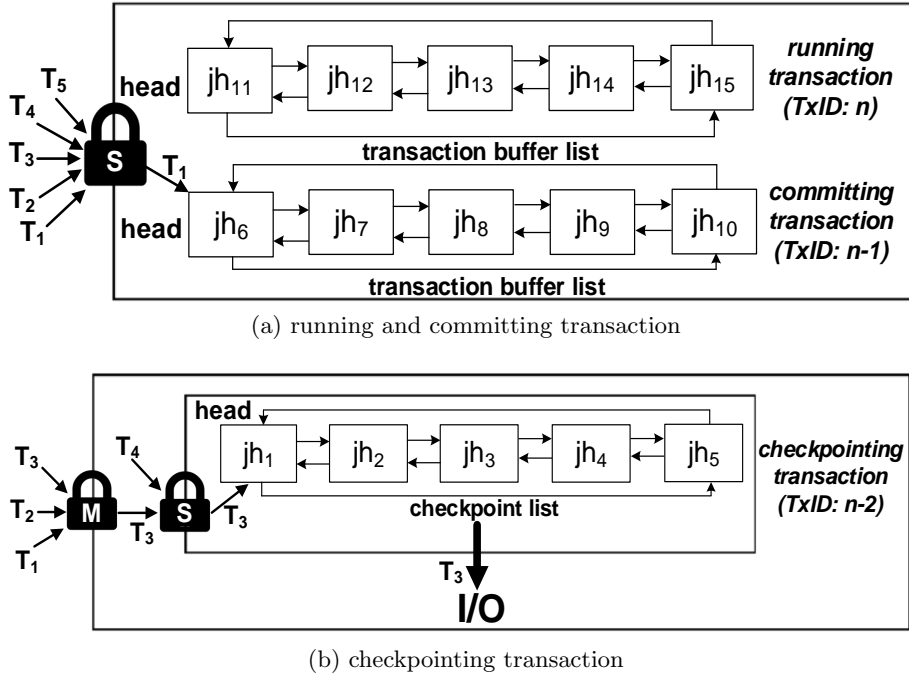 head
jh11
jh12
jh13
jh14
jh15
running
transaction
(TxID: n)
transaction buffer list
T5
T4
T3
T2
T1
S
T1
head
jh6
jh7
jh8
jh9
jh10
committing
transaction
(TxID: n-1)
transaction buffer list
(a) running and committing transaction
head
jh1
jh2
jh3
jh4
jh5
checkpointing
transaction
(TxID: n-2)
checkpoint list
T3
T2
T1
M
T3
T4
S
T3
T3
I/O
(b) checkpointing transaction